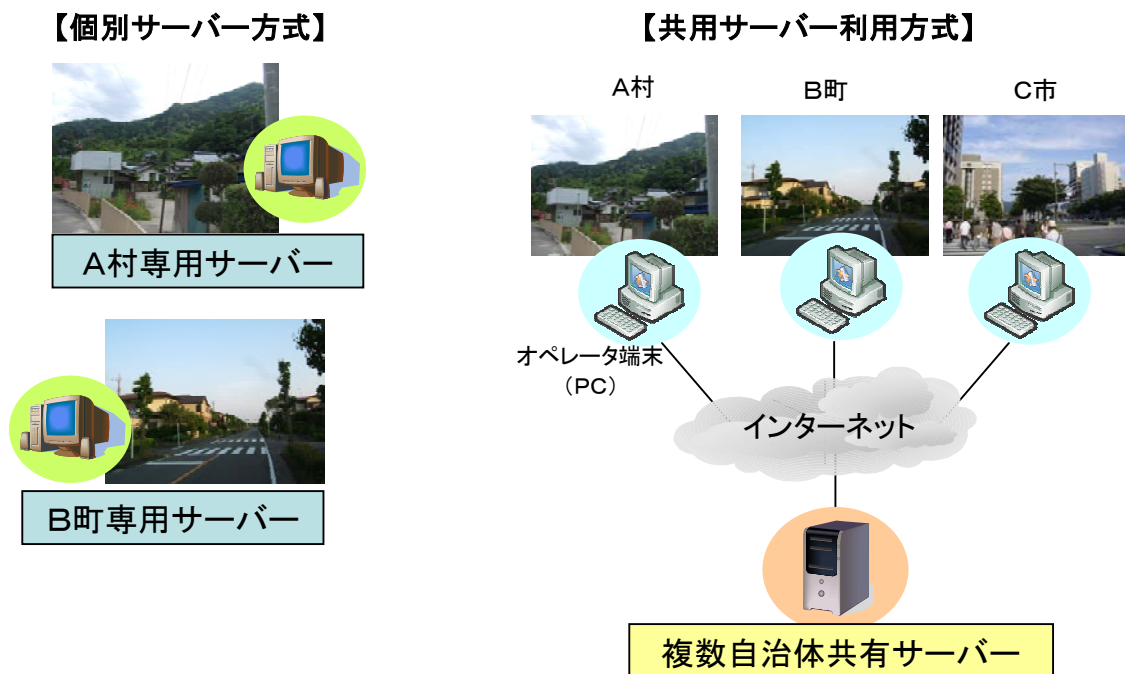 【個別サーバー方式】
A村専用サーバー
B町専用サーバー
【共用サーバー利用方式】
A村
B町
C市
オペレータ端末
(PC)
インターネット
複数自治体共有サーバー